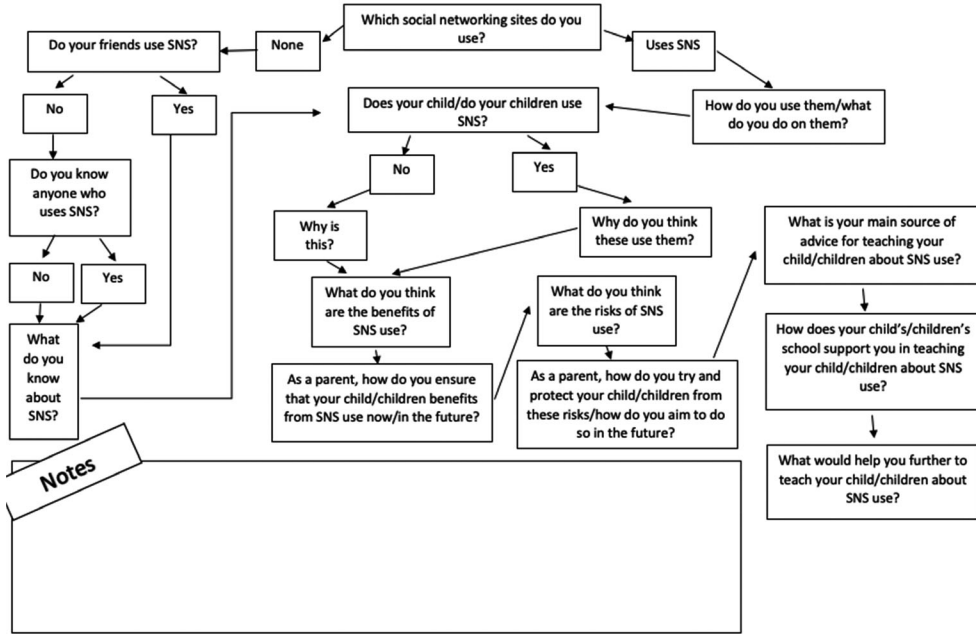 Which social networking sites do you
use?
Do your friends use SNS?
None
Uses SNS
No
Yes
Does your child/do your children use
SNS?
How do you use them/what
do you do on them?
Do you know
anyone who
uses SNS?
No
Yes
Why is
this?
Why do you think
these use them?
What is your main source of
advice for teaching your
child/children about SNS use?
No
Yes
What do you think
are the benefits of
SNS use?
What do you think
are the risks of SNS
use?
What
do you
know
about
SNS?
How does your child's/children's
school support you in teaching
your child/children about SNS
use?
As a parent, how do you ensure
that your child/children benefits
from SNS use now/in the future?
As a parent, how do you try and
protect your child/children from
these risks/how do you aim to do
so in the future?
What would help you further to
teach your child/children about
SNS use?
Notes